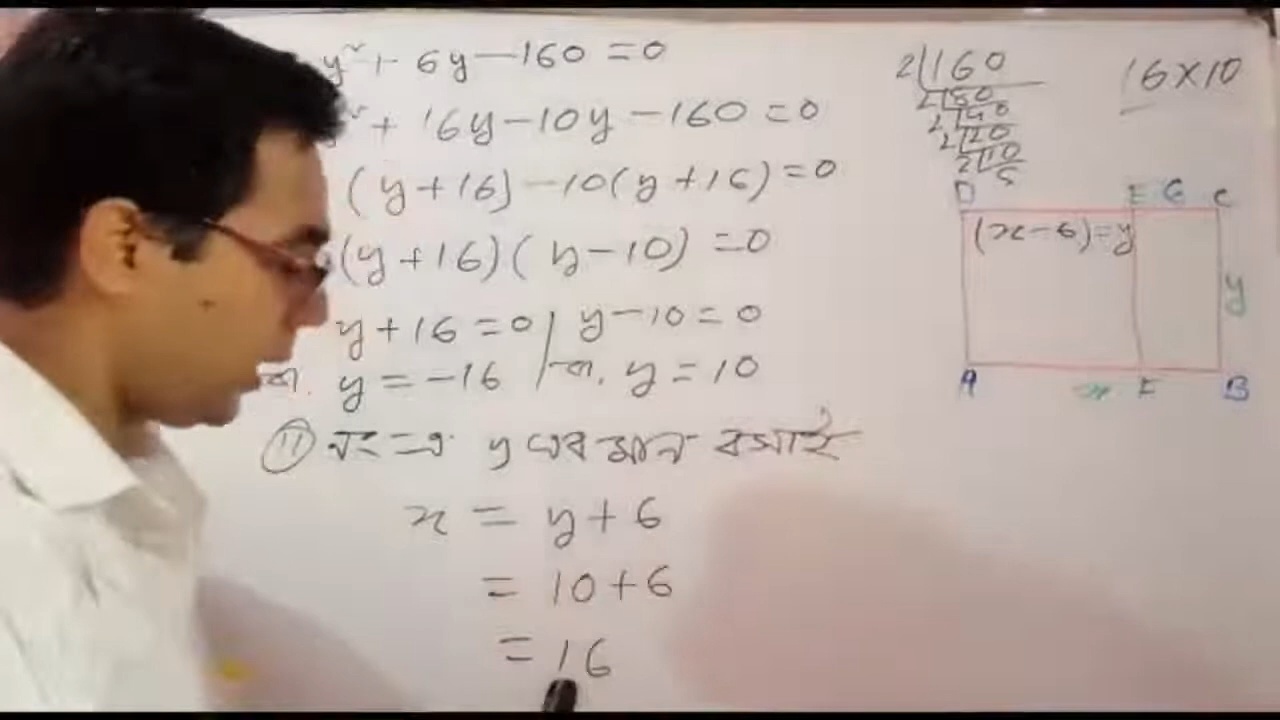 y² + 6y - 160 = 0
² + 16y - 10y - 160 = 0
(y + 16) - 10(y + 16) = 0
(y + 16)(y - 10) = 0
y + 16 = 0 | y - 10 = 0
বা. y = -16 | বা. y = 10
(ii) নং এ y এর মান বসাই
x = y + 6
= 10 + 6
= 16
2|160
2|80
2|40
2|20
2|10
5
16×10
D E 6 C
(x - 6) = y
y
A x F B